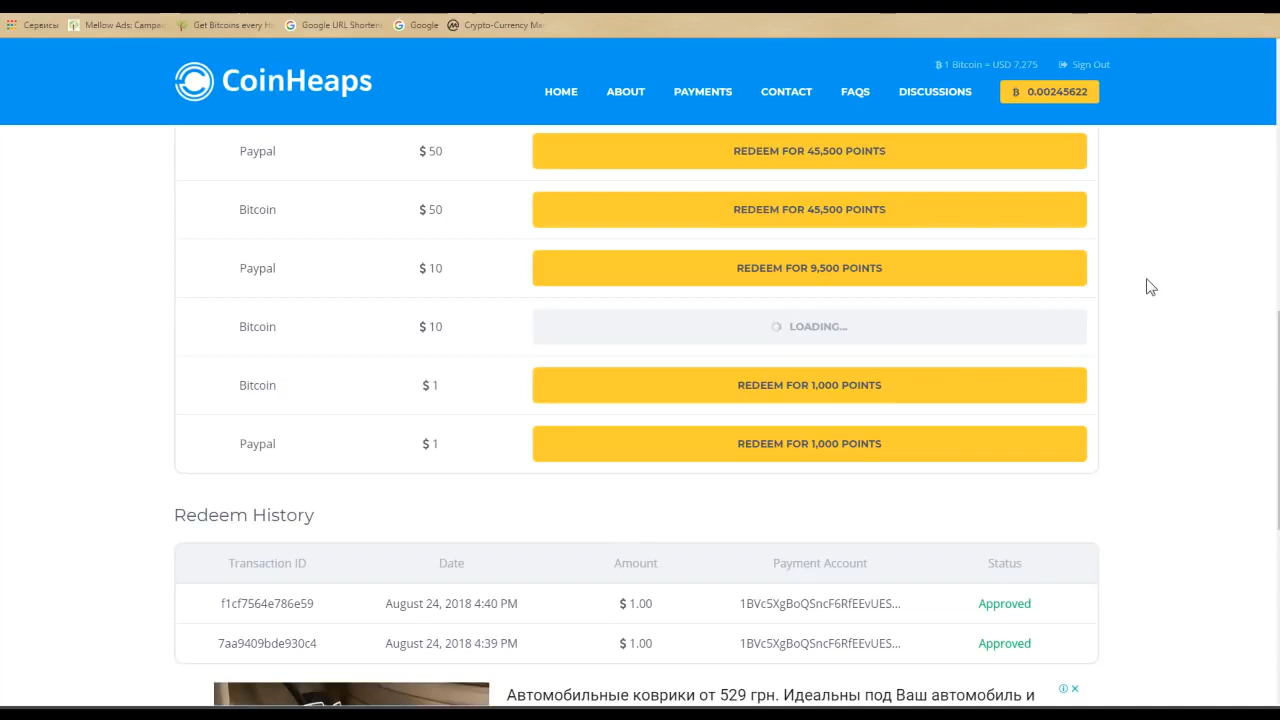 Сервисы Mellow Ads: Campa Get Bitcoins every H Google URL Shorten Google Crypto-Currency Ma
CoinHeaps
1 Bitcoin = USD 7,275 Sign Out
HOME ABOUT PAYMENTS CONTACT FAQS DISCUSSIONS 0.00245622
Paypal $ 50 REDEEM FOR 45,500 POINTS
Bitcoin $ 50 REDEEM FOR 45,500 POINTS
Paypal $ 10 REDEEM FOR 9,500 POINTS
Bitcoin $ 10 LOADING...
Bitcoin $ 1 REDEEM FOR 1,000 POINTS
Paypal $ 1 REDEEM FOR 1,000 POINTS
Redeem History
Transaction ID Date Amount Payment Account Status
f1cf7564e786e59 August 24, 2018 4:40 PM $ 1.00 1BVc5XgBoQSncF6RfEEvUES... Approved
7aa9409bde930c4 August 24, 2018 4:39 PM $ 1.00 1BVc5XgBoQSncF6RfEEvUES... Approved
Автомобильные коврики от 529 грн. Идеальны под Ваш автомобиль и